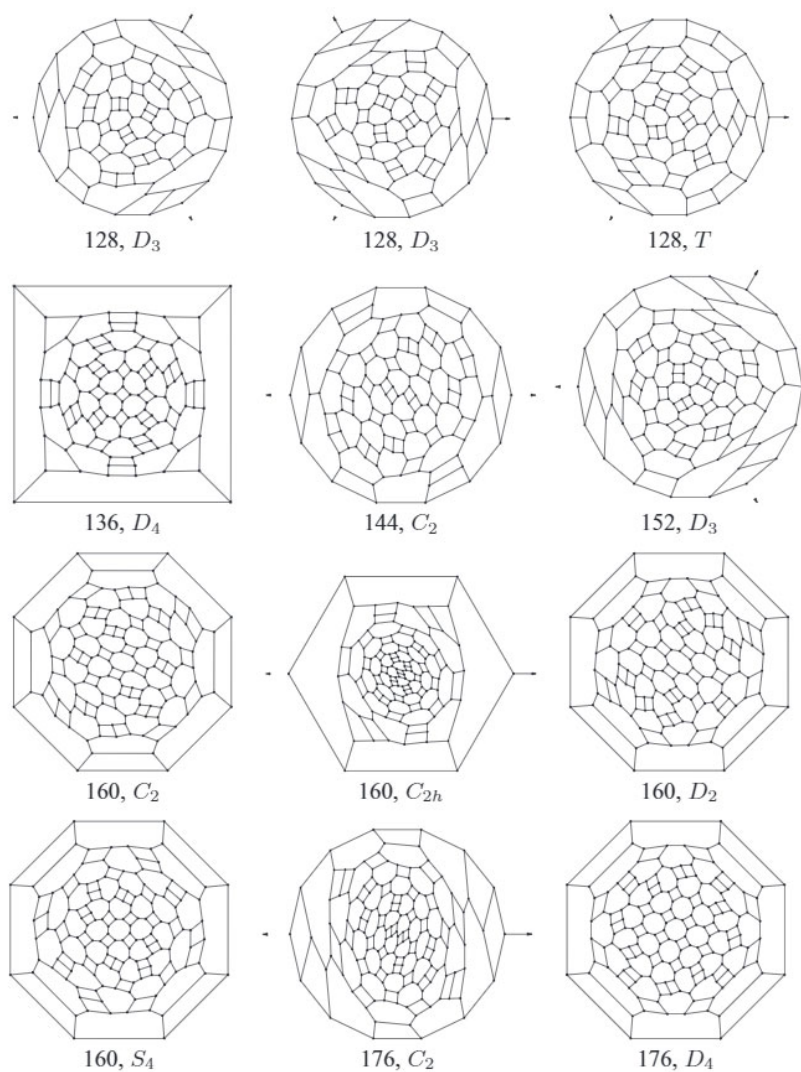 128, D₃ 128, D₃ 128, T
136, D₄ 144, C₂ 152, D₃
160, C₂ 160, C₂ₕ 160, D₂
160, S₄ 176, C₂ 176, D₄